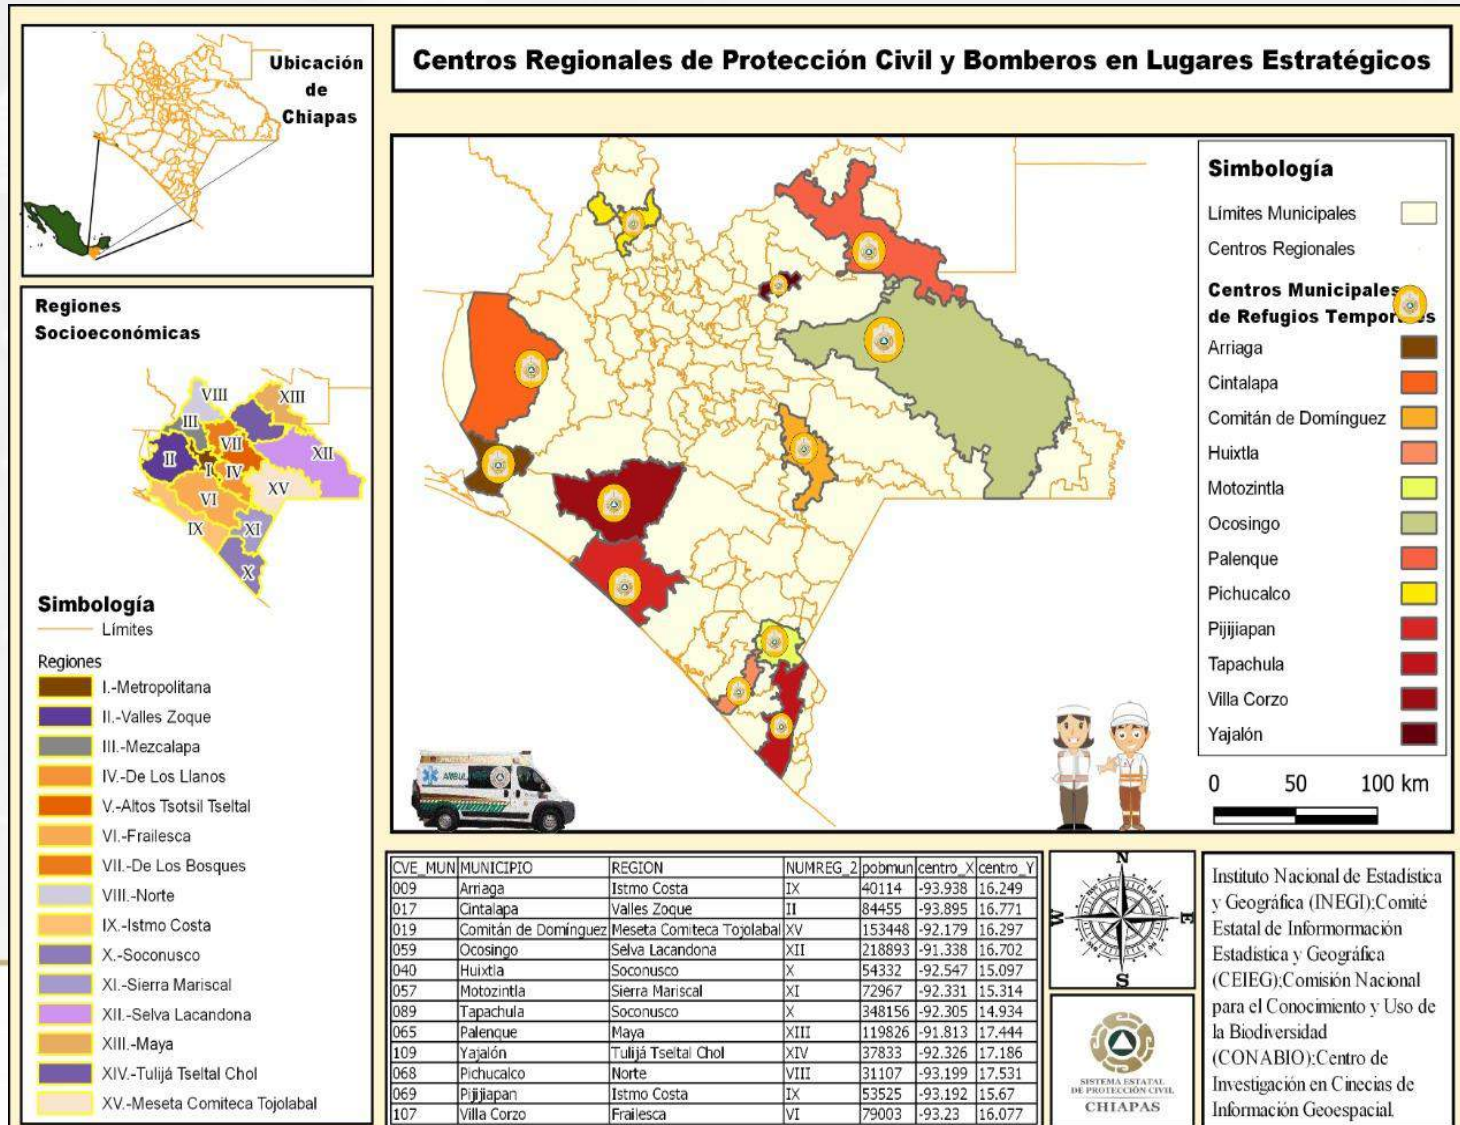 Ubicación
de
Chiapas
Centros Regionales de Protección Civil y Bomberos en Lugares Estratégicos
Regiones
Socioeconómicas
VIII
XIII
III
VII
II
I
IV
XII
XV
VI
IX
XI
X
Simbología
Límites
Regiones
I.-Metropolitana
II.-Valles Zoque
III.-Mezcalapa
IV.-De Los Llanos
V.-Altos Tsotsil Tseltal
VI.-Frailesca
VII.-De Los Bosques
VIII.-Norte
IX.-Istmo Costa
X.-Soconusco
XI.-Sierra Mariscal
XII.-Selva Lacandona
XIII.-Maya
XIV.-Tulijá Tseltal Chol
XV.-Meseta Comiteca Tojolabal
Simbología
Límites Municipales
Centros Regionales
Centros Municipales
de Refugios Temporales
Arriaga
Cintalapa
Comitán de Domínguez
Huixtla
Motozintla
Ocosingo
Palenque
Pichucalco
Pijijiapan
Tapachula
Villa Corzo
Yajalón
0 50 100 km
CVE_MUN MUNICIPIO REGION NUMREG_2 pobmun centro_X centro_Y
009 Arriaga Istmo Costa IX 40114 -93.938 16.249
017 Cintalapa Valles Zoque II 84455 -93.895 16.771
019 Comitán de Domínguez Meseta Comiteca Tojolabal XV 153448 -92.179 16.297
059 Ocosingo Selva Lacandona XII 218893 -91.338 16.702
040 Huixtla Soconusco X 54332 -92.547 15.097
057 Motozintla Sierra Mariscal XI 72967 -92.331 15.314
089 Tapachula Soconusco X 348156 -92.305 14.934
065 Palenque Maya XIII 119826 -91.813 17.444
109 Yajalón Tulijá Tseltal Chol XIV 37833 -92.326 17.186
068 Pichucalco Norte VIII 31107 -93.199 17.531
069 Pijijiapan Istmo Costa IX 53525 -93.192 15.67
107 Villa Corzo Frailesca VI 79003 -93.23 16.077
N
W
E
S
SISTEMA ESTATAL
DE PROTECCIÓN CIVIL
CHIAPAS
Instituto Nacional de Estadística
y Geográfica (INEGI);Comité
Estatal de Informormación
Estadística y Geográfica
(CEIEG);Comisión Nacional
para el Conocimiento y Uso de
la Biodiversidad
(CONABIO);Centro de
Investigación en Cinecias de
Información Geoespacial.